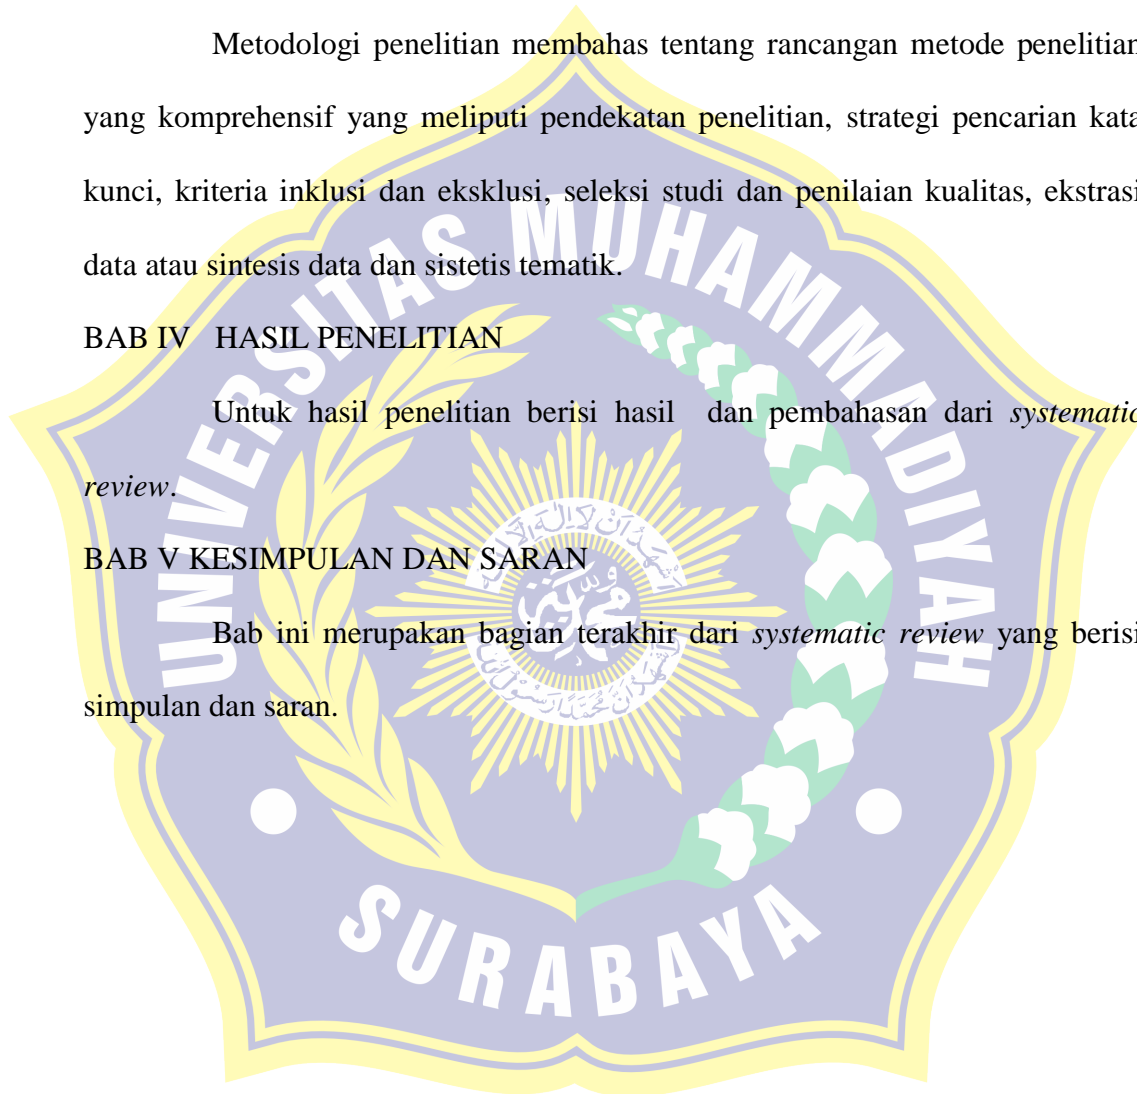 Metodologi penelitian membahas tentang rancangan metode penelitian
yang komprehensif yang meliputi pendekatan penelitian, strategi pencarian kata
kunci, kriteria inklusi dan eksklusi, seleksi studi dan penilaian kualitas, ekstrasi
data atau sintesis data dan sistetis tematik.
BAB IV HASIL PENELITIAN
Untuk hasil penelitian berisi hasil dan pembahasan dari systematic
review.
BAB V KESIMPULAN DAN SARAN
Bab ini merupakan bagian terakhir dari systematic review yang berisi
simpulan dan saran.
UNIVERSITAS MUHAMMADIYAH
SURABAYA